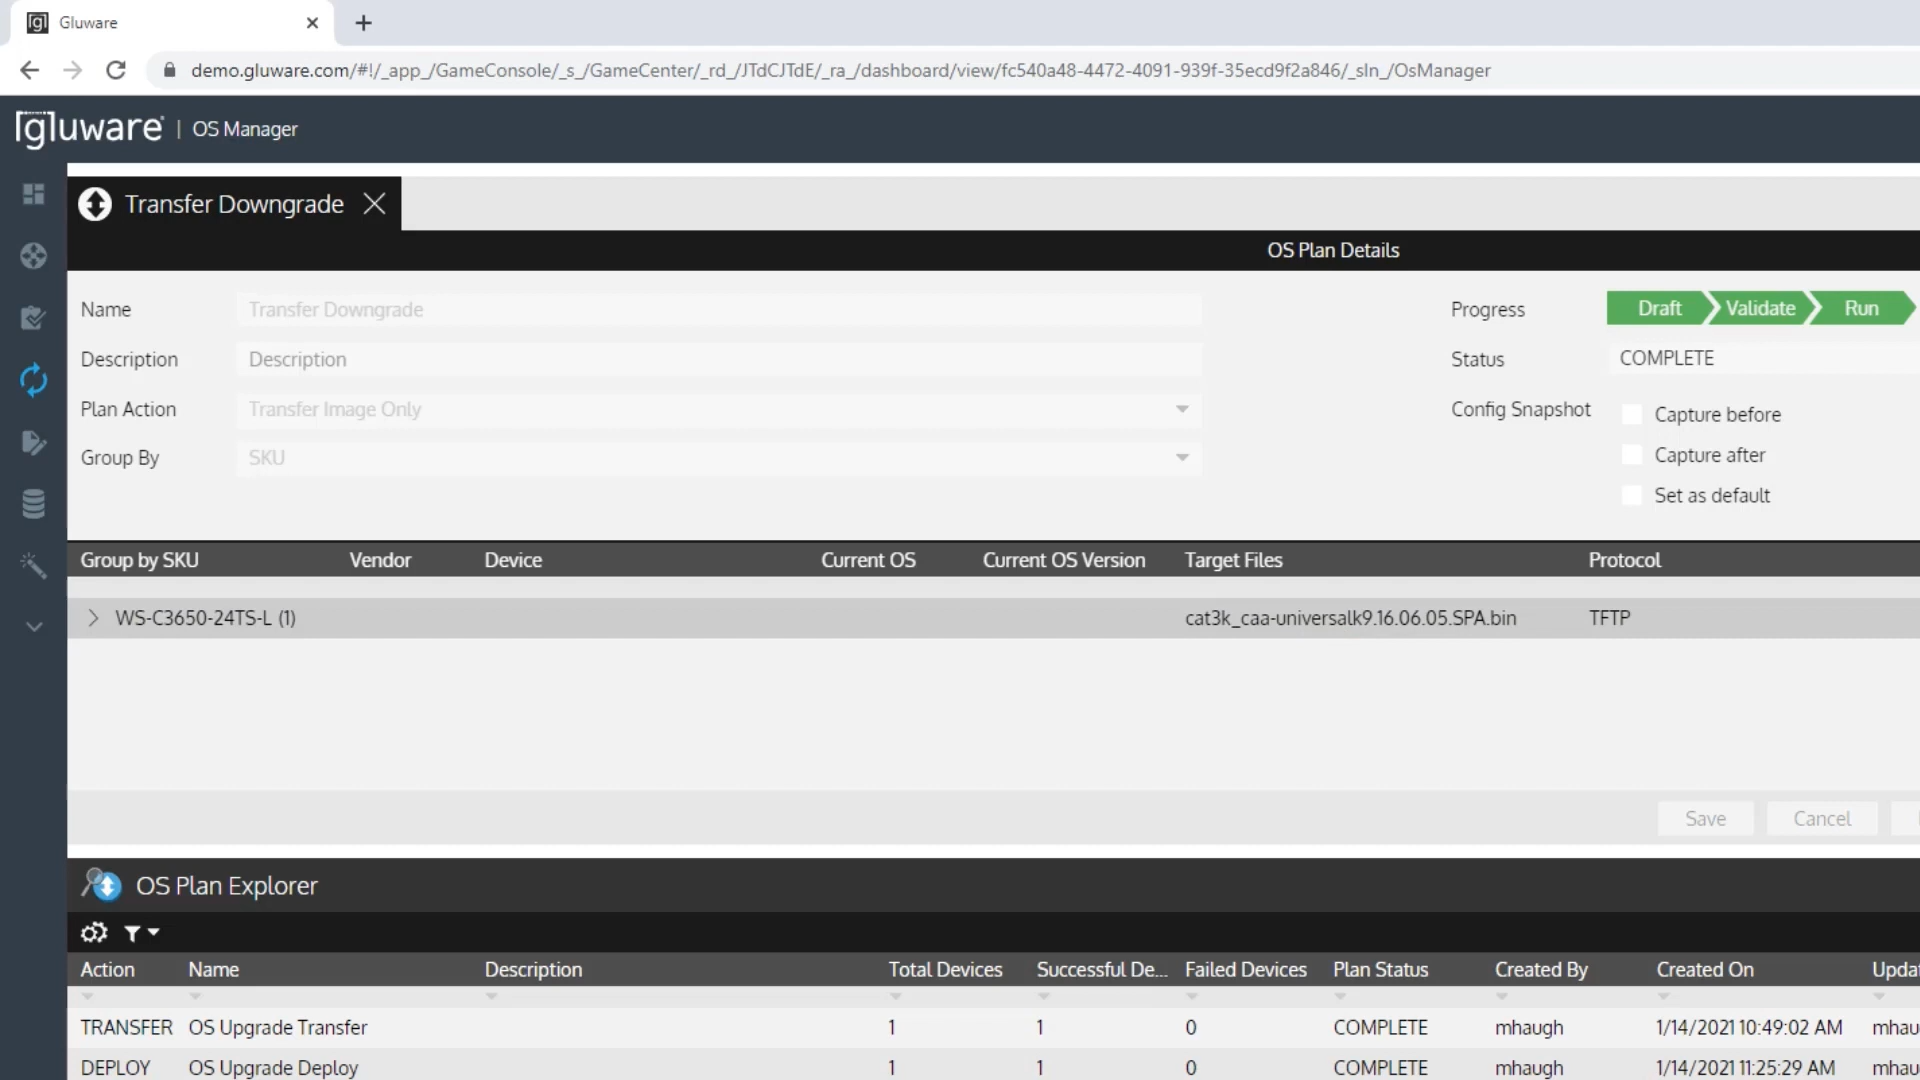 Gluware
demo.gluware.com/#!/_app_/GameConsole/_s_/GameCenter/_rd_/JTdCJTdE/_ra_/dashboard/view/fc540a48-4472-4091-939f-35ecd9f2a846/_sln_/OsManager
gluware | OS Manager
Transfer Downgrade
OS Plan Details
Name Transfer Downgrade Progress Draft Validate Run
Description Description Status COMPLETE
Plan Action Transfer Image Only Config Snapshot Capture before
Group By SKU Capture after
Set as default
Group by SKU Vendor Device Current OS Current OS Version Target Files Protocol
WS-C3650-24TS-L (1) cat3k_caa-universalk9.16.06.05.SPA.bin TFTP
Save Cancel
OS Plan Explorer
Action Name Description Total Devices Successful De... Failed Devices Plan Status Created By Created On
TRANSFER OS Upgrade Transfer 1 1 0 COMPLETE mhaugh 1/14/2021 10:49:02 AM
DEPLOY OS Upgrade Deploy 1 1 0 COMPLETE mhaugh 1/14/2021 11:25:29 AM